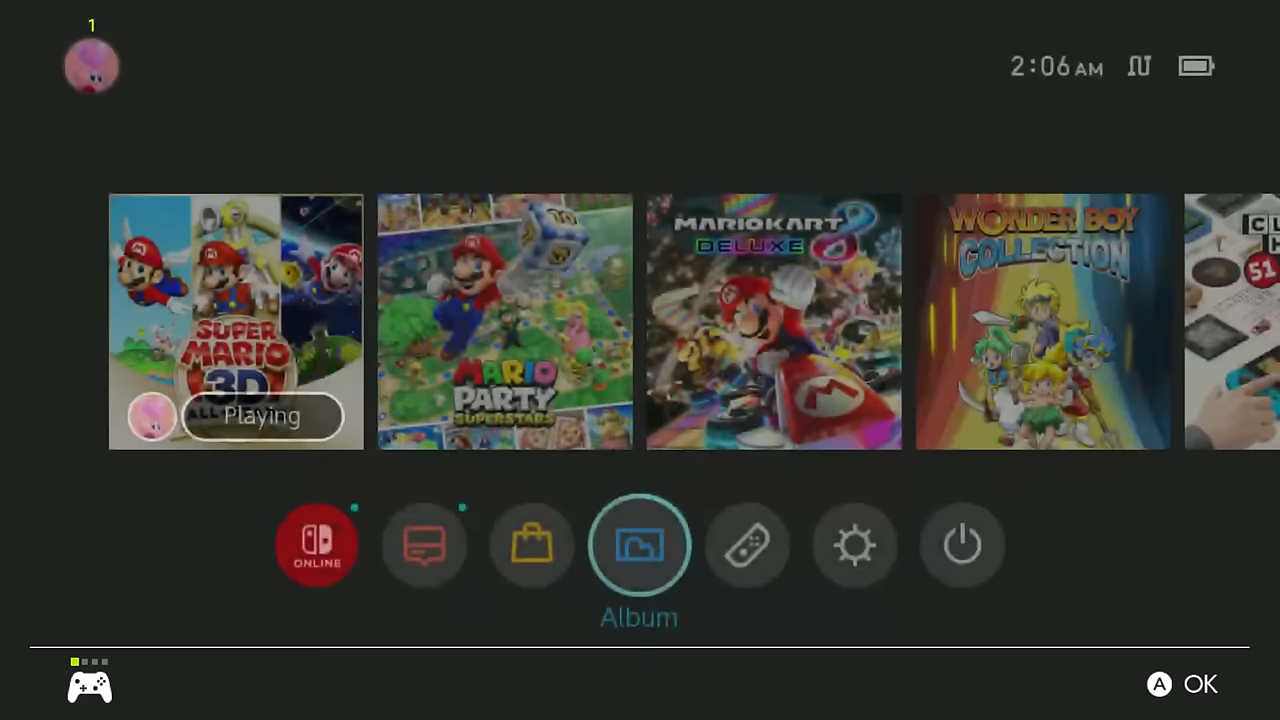 1
2:06 AM
SUPER
MARIO
3D
ALL
Playing
MARIO
PARTY
SUPERSTARS
MARIOKART 8
DELUXE
WONDER BOY
COLLECTION
51
ONLINE
Album
A OK